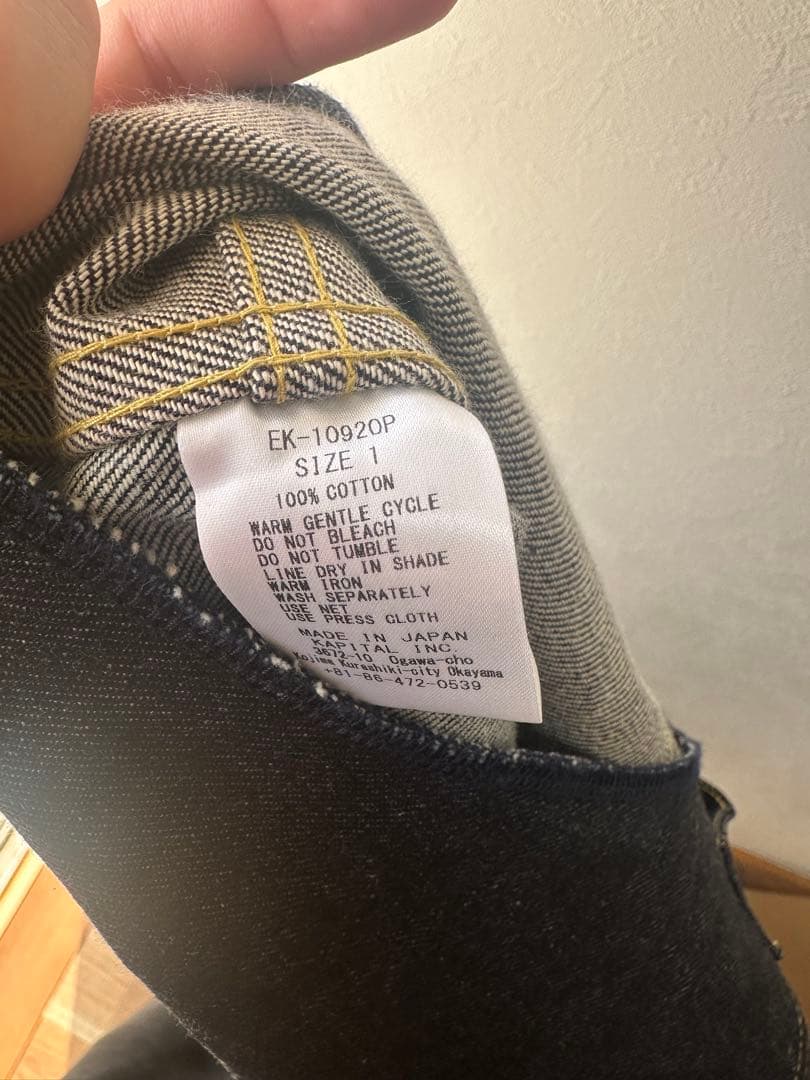 EK-1092OP
SIZE 1
100% COTTON
WARM GENTLE CYCLE
DO NOT BLEACH
DO NOT TUMBLE
LINE DRY IN SHADE
WARM IRON
WASH SEPARATELY
USE NET
USE PRESS CLOTH
MADE IN JAPAN
KAPITAL INC.
3672-10 Ogawa-cho
Kojima Kurashiki-city Okayama
+81-86-472-0539